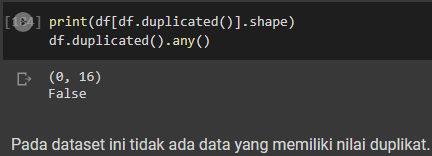 print(df[df.duplicated()].shape)
df.duplicated().any()
(0, 16)
False
Pada dataset ini tidak ada data yang memiliki nilai duplikat.